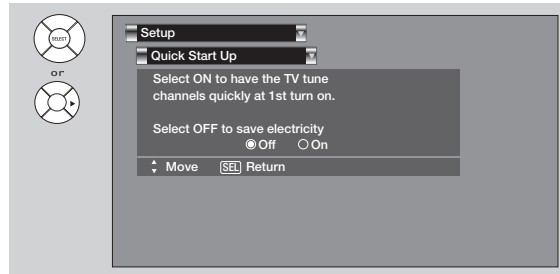 SELECT
or
Setup
Quick Start Up
Select ON to have the TV tune
channels quickly at 1st turn on.
Select OFF to save electricity
Off On
Move SEL Return